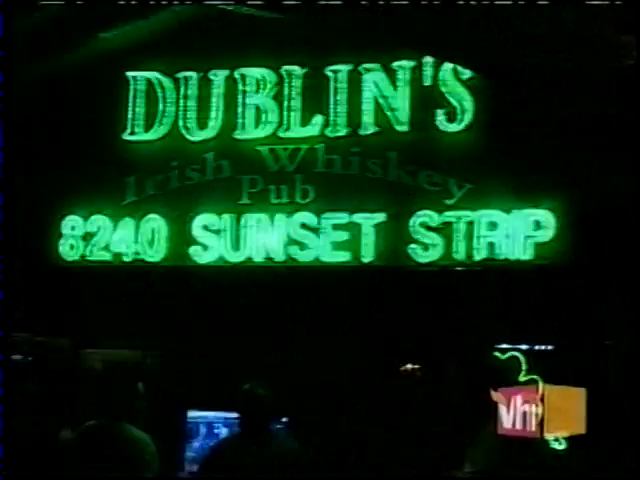 DUBLIN'S
Irish Whiskey
Pub
8240 SUNSET STRIP
vh1